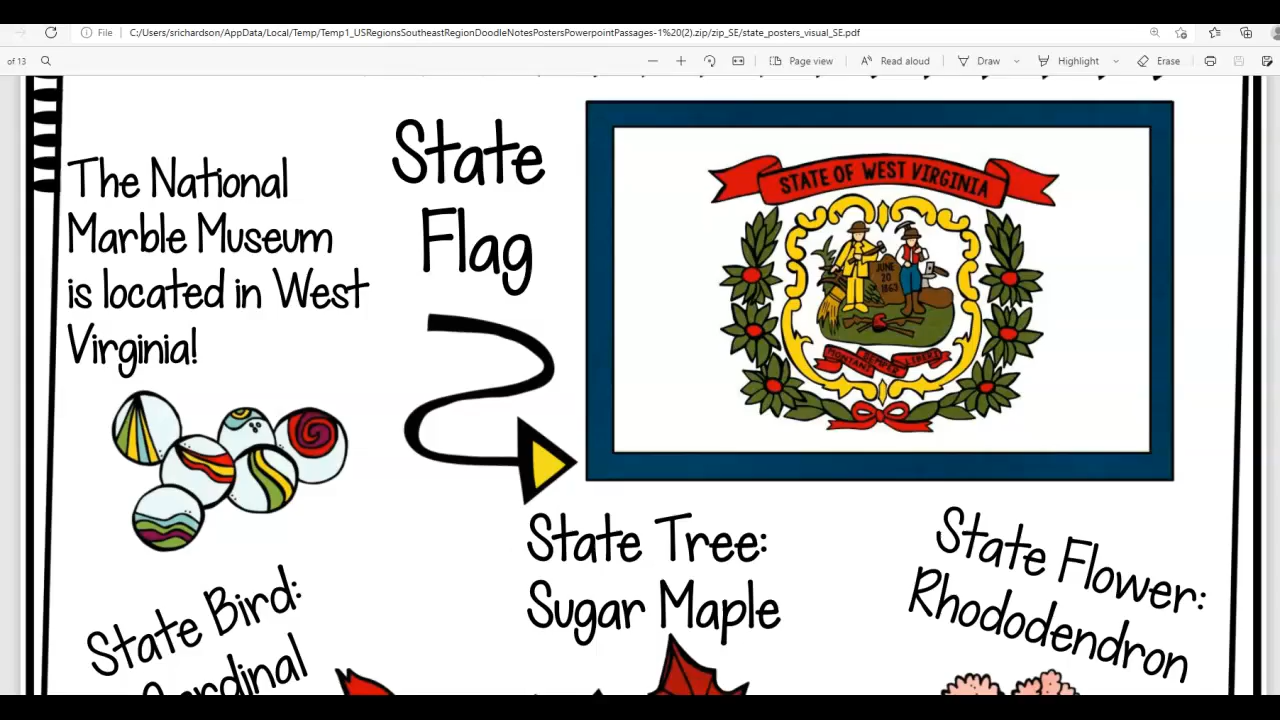 File
C:/Users/srichardson/AppData/Local/Temp/Temp1_USRegionsSoutheastRegionDoodleNotesPostersPowerpointPassages-1%20(2).zip/zip_SE/state_posters_visual_SE.pdf
of 13
Page view
Read aloud
Draw
Highlight
Erase
The National
Marble Museum
is located in West
Virginia!
State
Flag
STATE OF WEST VIRGINIA
JUNE
20
1863
MONTANI SEMPER LIBERI
State Tree:
Sugar Maple
State Flower:
Rhododendron
State Bird:
Cardinal